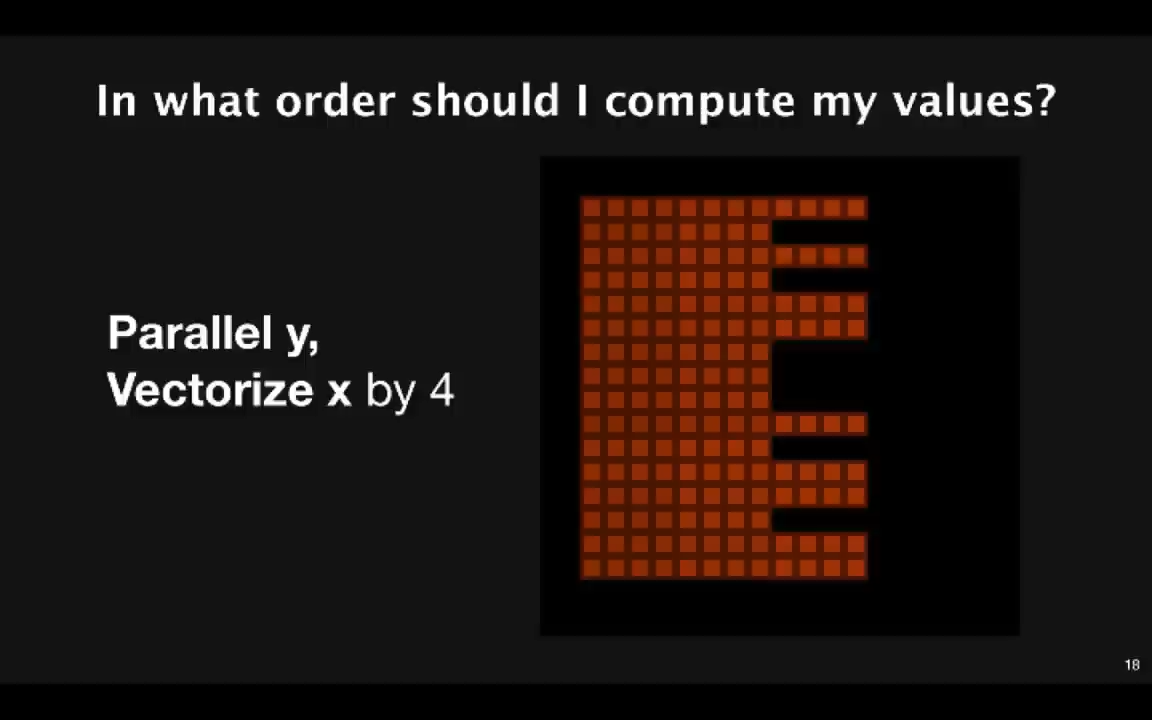 In what order should I compute my values?
Parallel y,
Vectorize x by 4
18